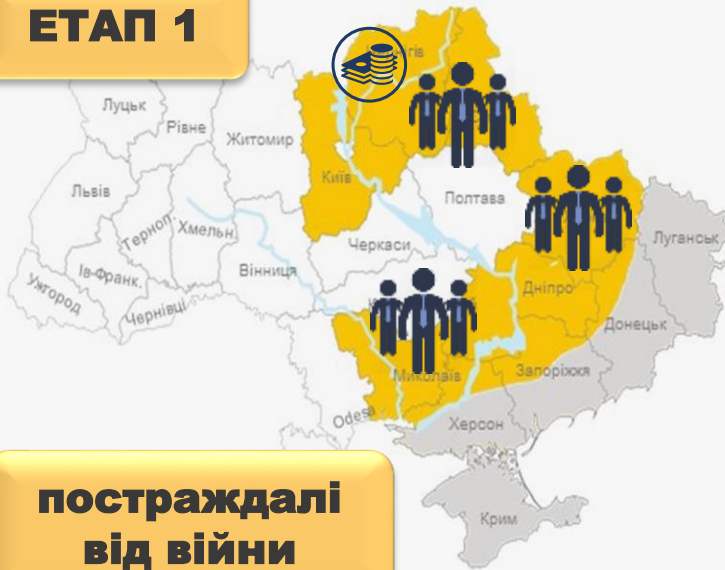 ЕТАП 1
Луцьк
Рівне
Житомир
Київ
Львів
Терноп.
Хмельн.
Полтава
Луганськ
Черкаси
Вінниця
Ів-Франк.
Ужгород
Чернівці
Дніпро
Донецьк
Миколаїв
Запоріжжя
Odesa
Херсон
Крим
постраждалі
від війни